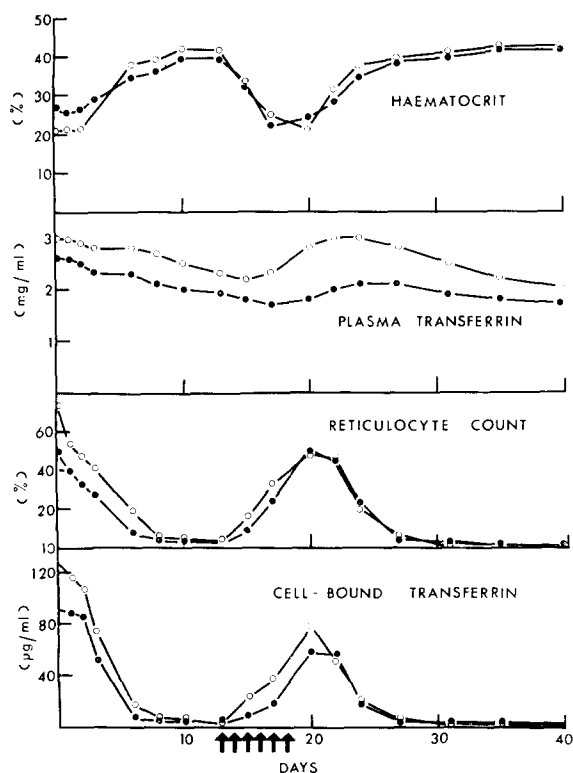 50
40
30
(%)
20
10
HAEMATOCRIT
3
(mg/ml)
2
1
PLASMA TRANSFERRIN
RETICULOCYTE COUNT
60
40
(%)
20
10
CELL-BOUND TRANSFERRIN
120
80
(µg/ml)
40
10 20 30 40
DAYS